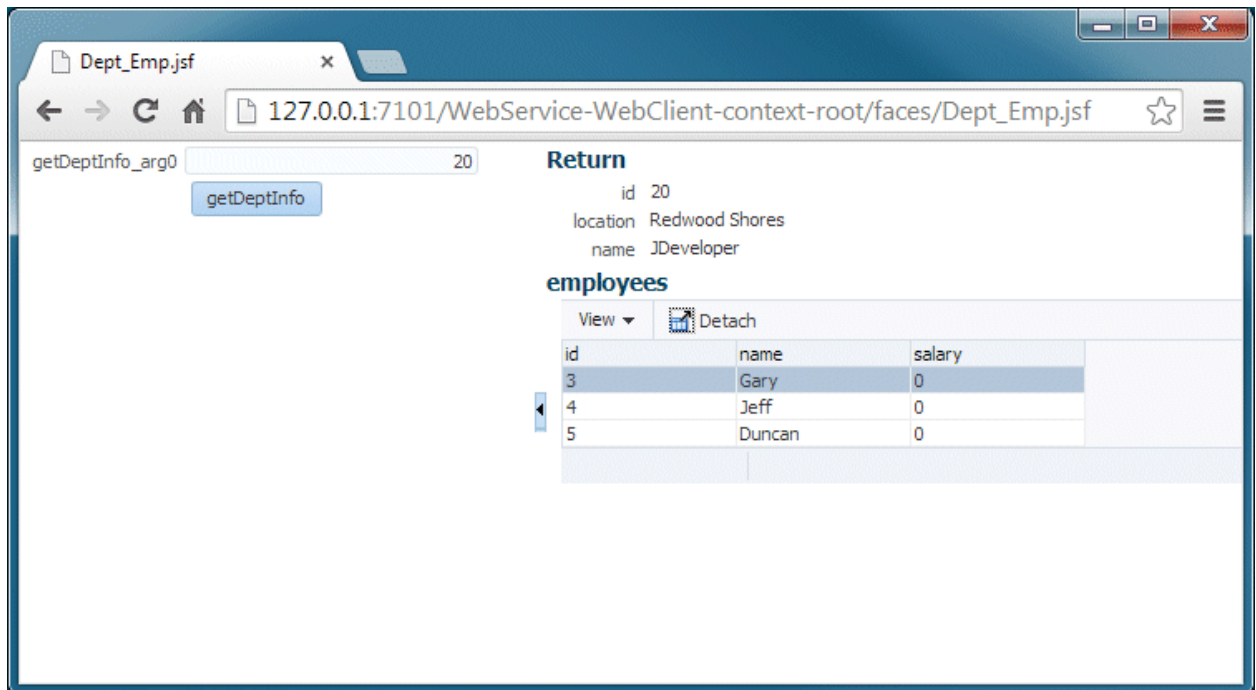 Dept_Emp.jsf
127.0.0.1:7101/WebService-WebClient-context-root/faces/Dept_Emp.jsf
getDeptInfo_arg0 20
getDeptInfo
Return
id 20
location Redwood Shores
name JDeveloper
employees
View Detach
id name salary
3 Gary 0
4 Jeff 0
5 Duncan 0